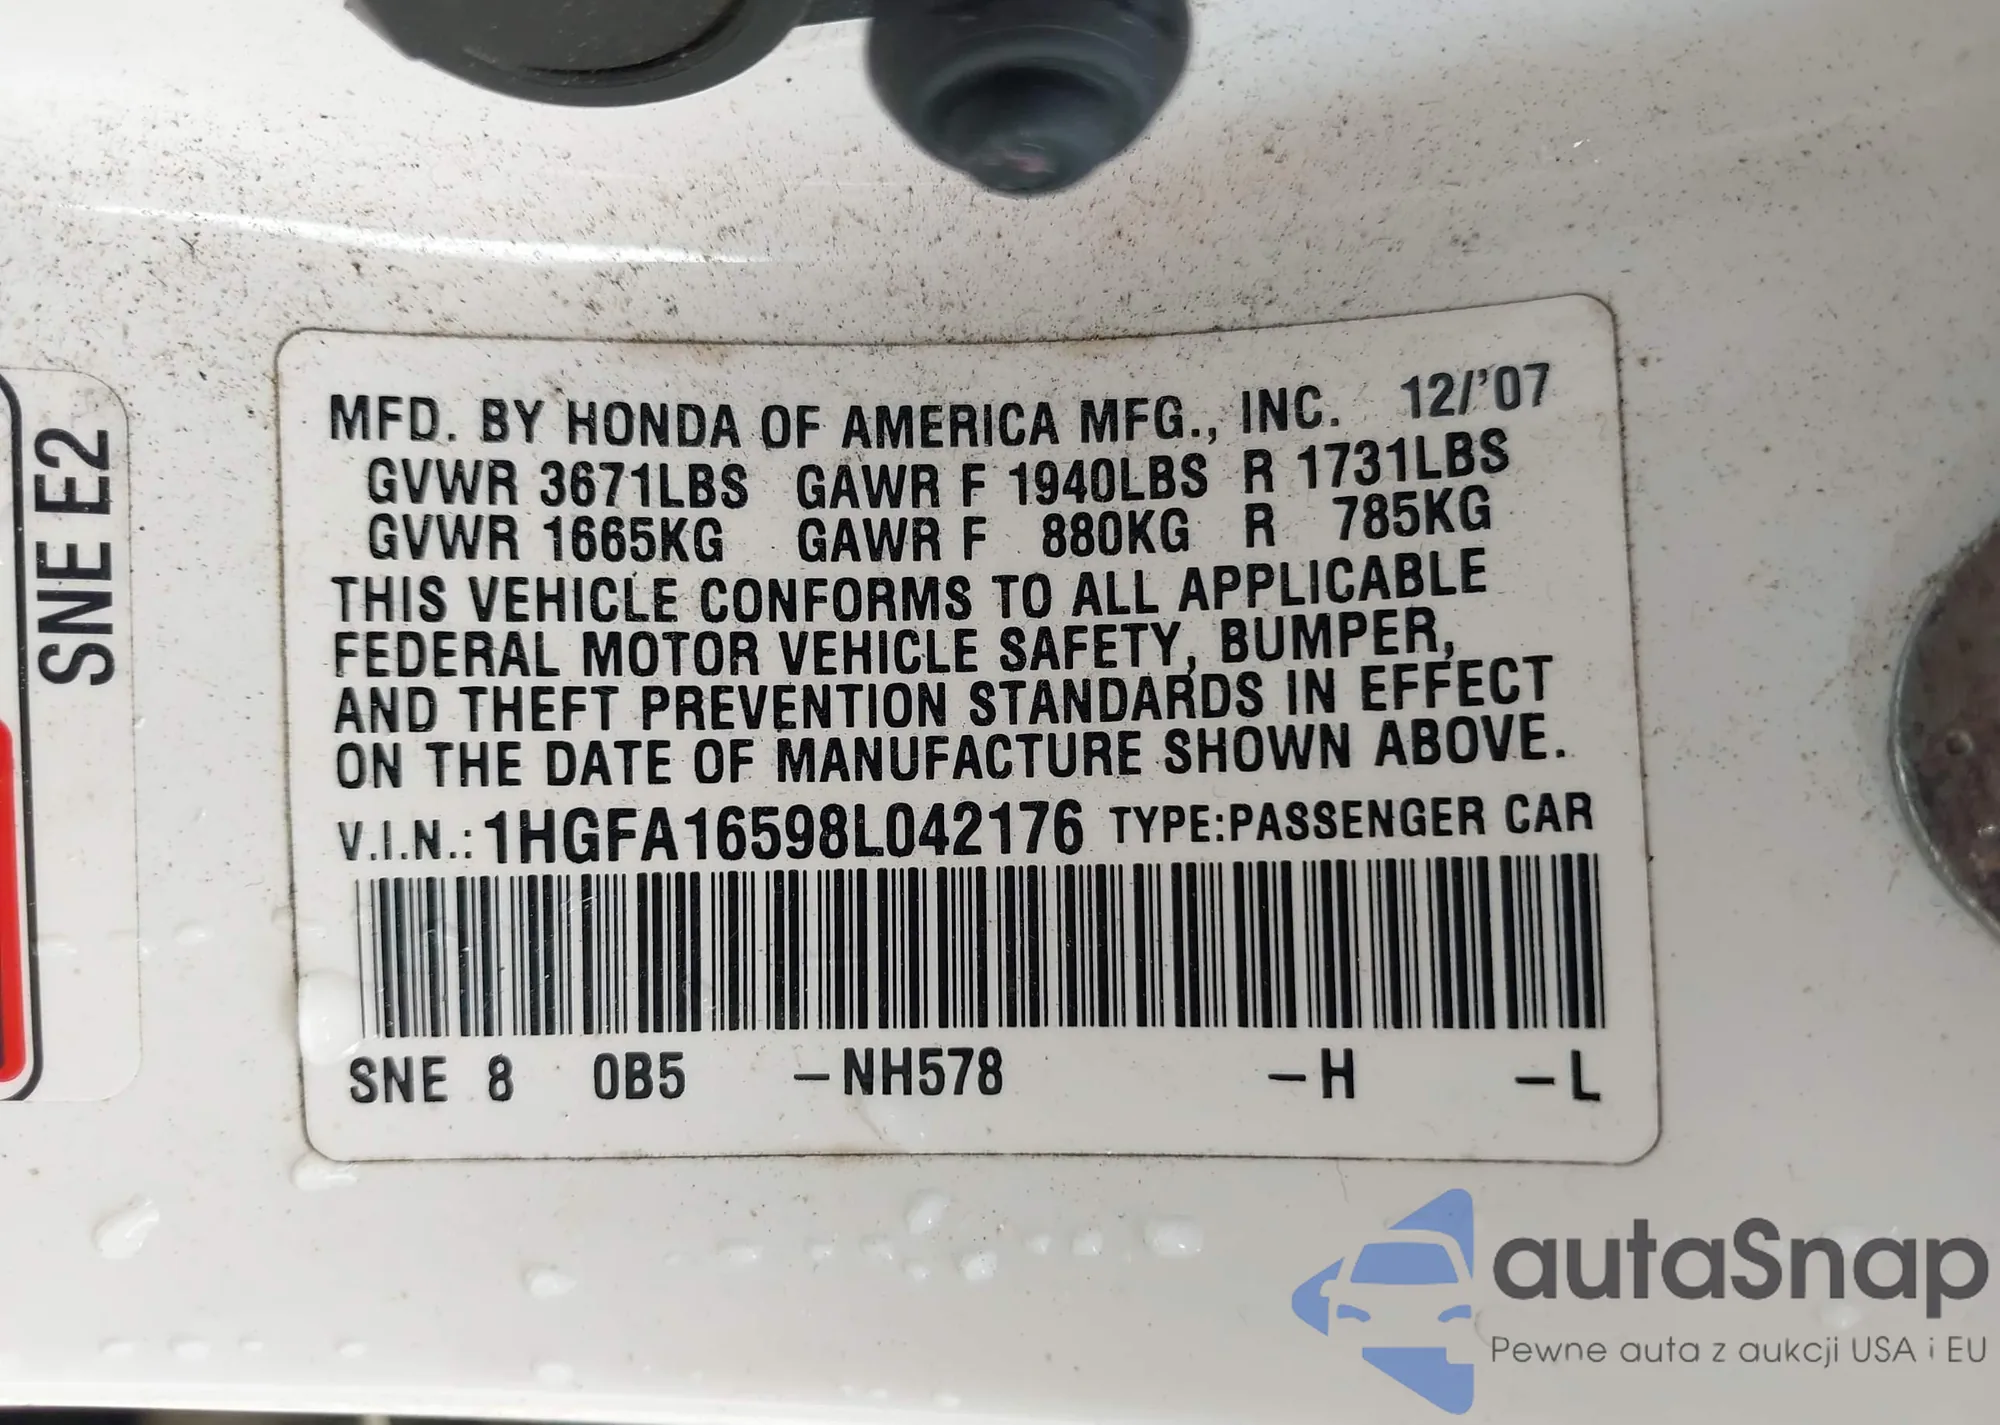 SNE E2
MFD. BY HONDA OF AMERICA MFG., INC. 12/'07
GVWR 3671LBS GAWR F 1940LBS R 1731LBS
GVWR 1665KG GAWR F 880KG R 785KG
THIS VEHICLE CONFORMS TO ALL APPLICABLE
FEDERAL MOTOR VEHICLE SAFETY, BUMPER,
AND THEFT PREVENTION STANDARDS IN EFFECT
ON THE DATE OF MANUFACTURE SHOWN ABOVE.
V.I.N.: 1HGFA16598L042176 TYPE:PASSENGER CAR
SNE 8 0B5 –NH578 –H –L
autaSnap
Pewne auta z aukcji USA i EU